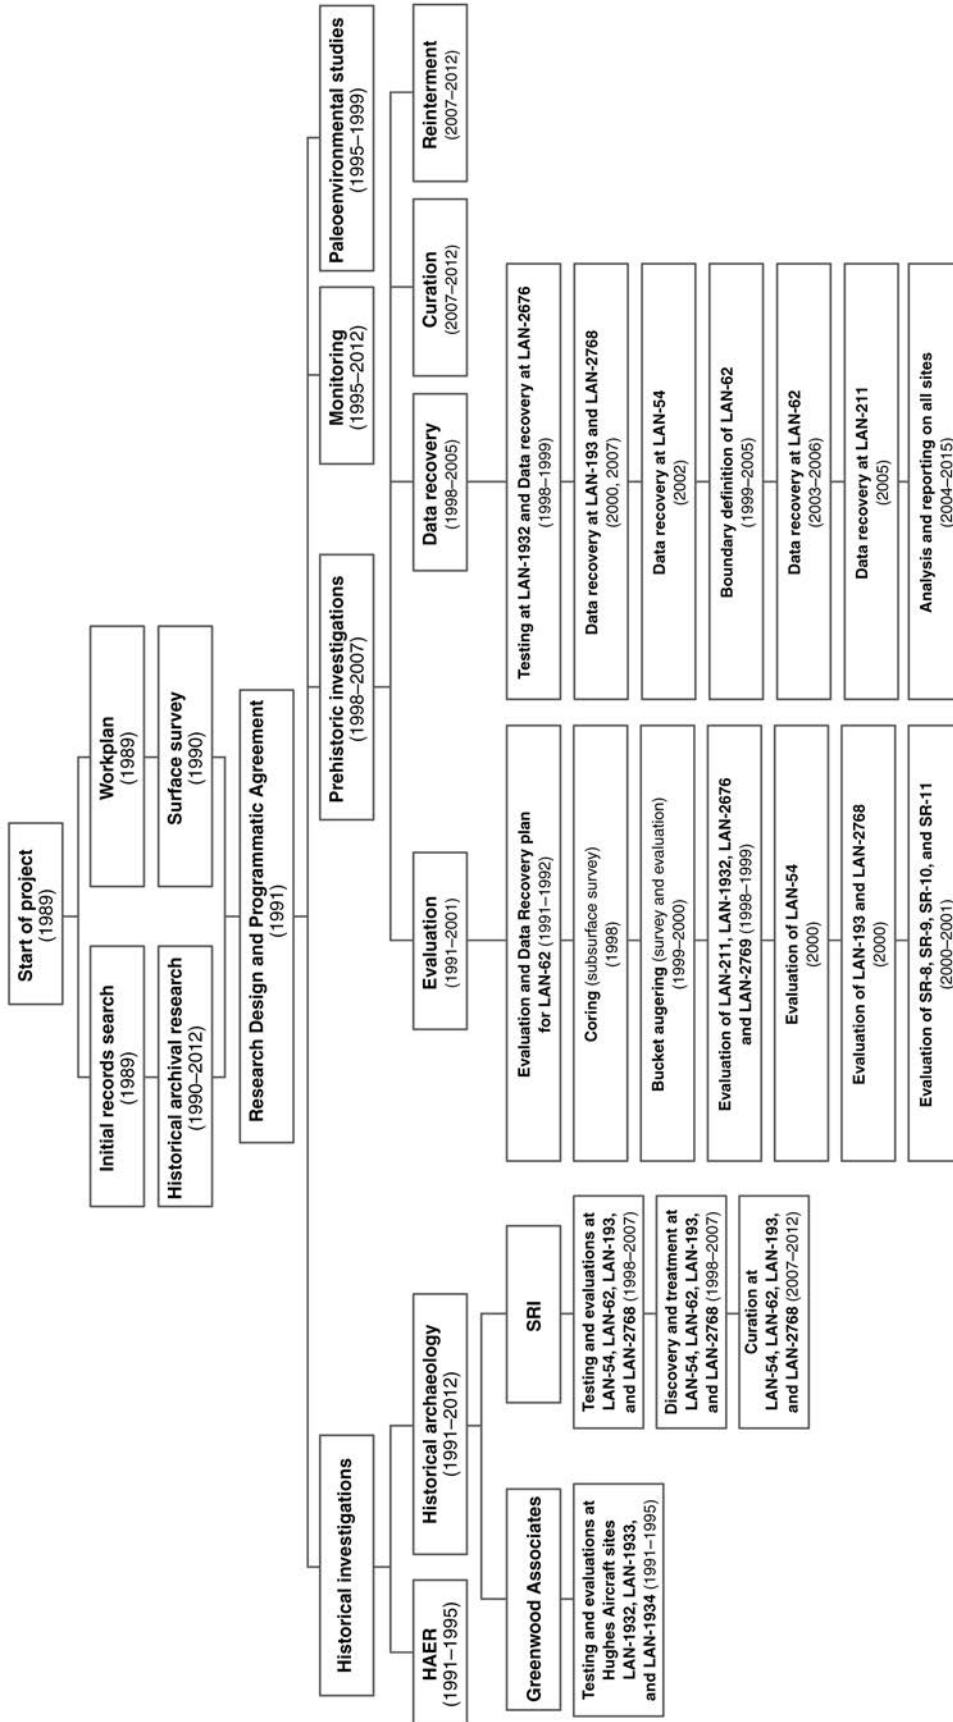 Start of project
(1989)
Initial records search
(1989)
Workplan
(1989)
Historical archival research
(1990–2012)
Surface survey
(1990)
Research Design and Programmatic Agreement
(1991)
Historical investigations
Prehistoric investigations
(1998–2007)
Monitoring
(1995–2012)
Paleoenvironmental studies
(1995–1999)
HAER
(1991–1995)
Historical archaeology
(1991–2012)
Evaluation
(1991–2001)
Data recovery
(1998–2005)
Curation
(2007–2012)
Reinterment
(2007–2012)
Greenwood Associates
SRI
Testing and evaluations at
Hughes Aircraft sites
LAN-1932, LAN-1933,
and LAN-1934 (1991–1995)
Testing and evaluations at
LAN-54, LAN-62, LAN-193,
and LAN-2768 (1998–2007)
Discovery and treatment at
LAN-54, LAN-62, LAN-193,
and LAN-2768 (1998–2007)
Curation at
LAN-54, LAN-62, LAN-193,
and LAN-2768 (2007–2012)
Evaluation and Data Recovery plan
for LAN-62 (1991–1992)
Coring (subsurface survey)
(1998)
Bucket augering (survey and evaluation)
(1999–2000)
Evaluation of LAN-211, LAN-1932, LAN-2676
and LAN-2769 (1998–1999)
Evaluation of LAN-54
(2000)
Evaluation of LAN-193 and LAN-2768
(2000)
Evaluation of SR-8, SR-9, SR-10, and SR-11
(2000–2001)
Testing at LAN-1932 and Data recovery at LAN-2676
(1998–1999)
Data recovery at LAN-193 and LAN-2768
(2000, 2007)
Data recovery at LAN-54
(2002)
Boundary definition of LAN-62
(1999–2005)
Data recovery at LAN-62
(2003–2006)
Data recovery at LAN-211
(2005)
Analysis and reporting on all sites
(2004–2015)